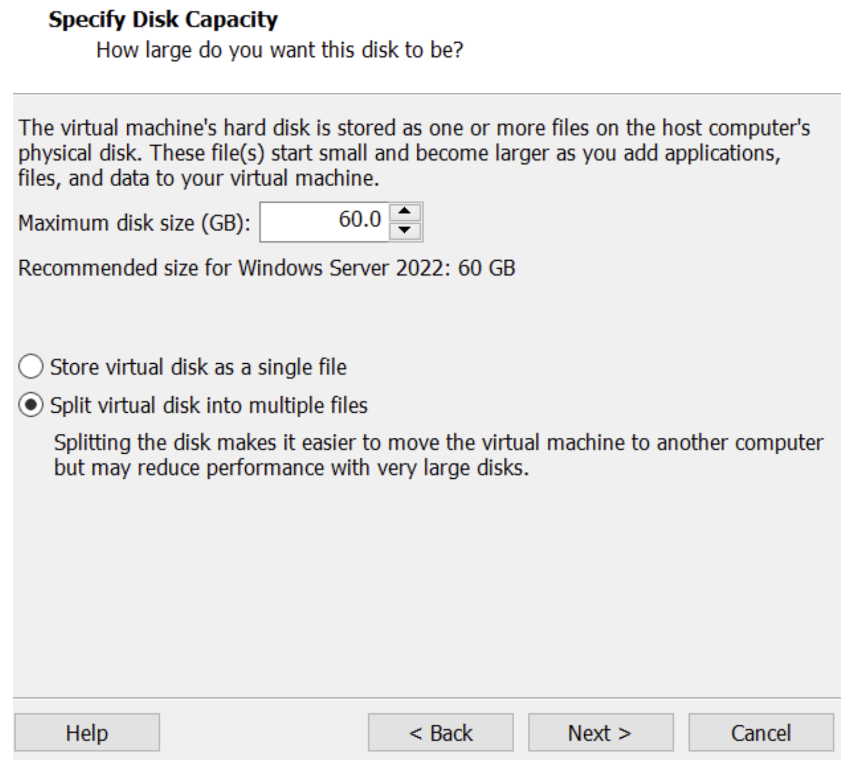 Specify Disk Capacity
How large do you want this disk to be?
The virtual machine's hard disk is stored as one or more files on the host computer's
physical disk. These file(s) start small and become larger as you add applications,
files, and data to your virtual machine.
Maximum disk size (GB): 60.0
Recommended size for Windows Server 2022: 60 GB
Store virtual disk as a single file
Split virtual disk into multiple files
Splitting the disk makes it easier to move the virtual machine to another computer
but may reduce performance with very large disks.
Help < Back Next > Cancel